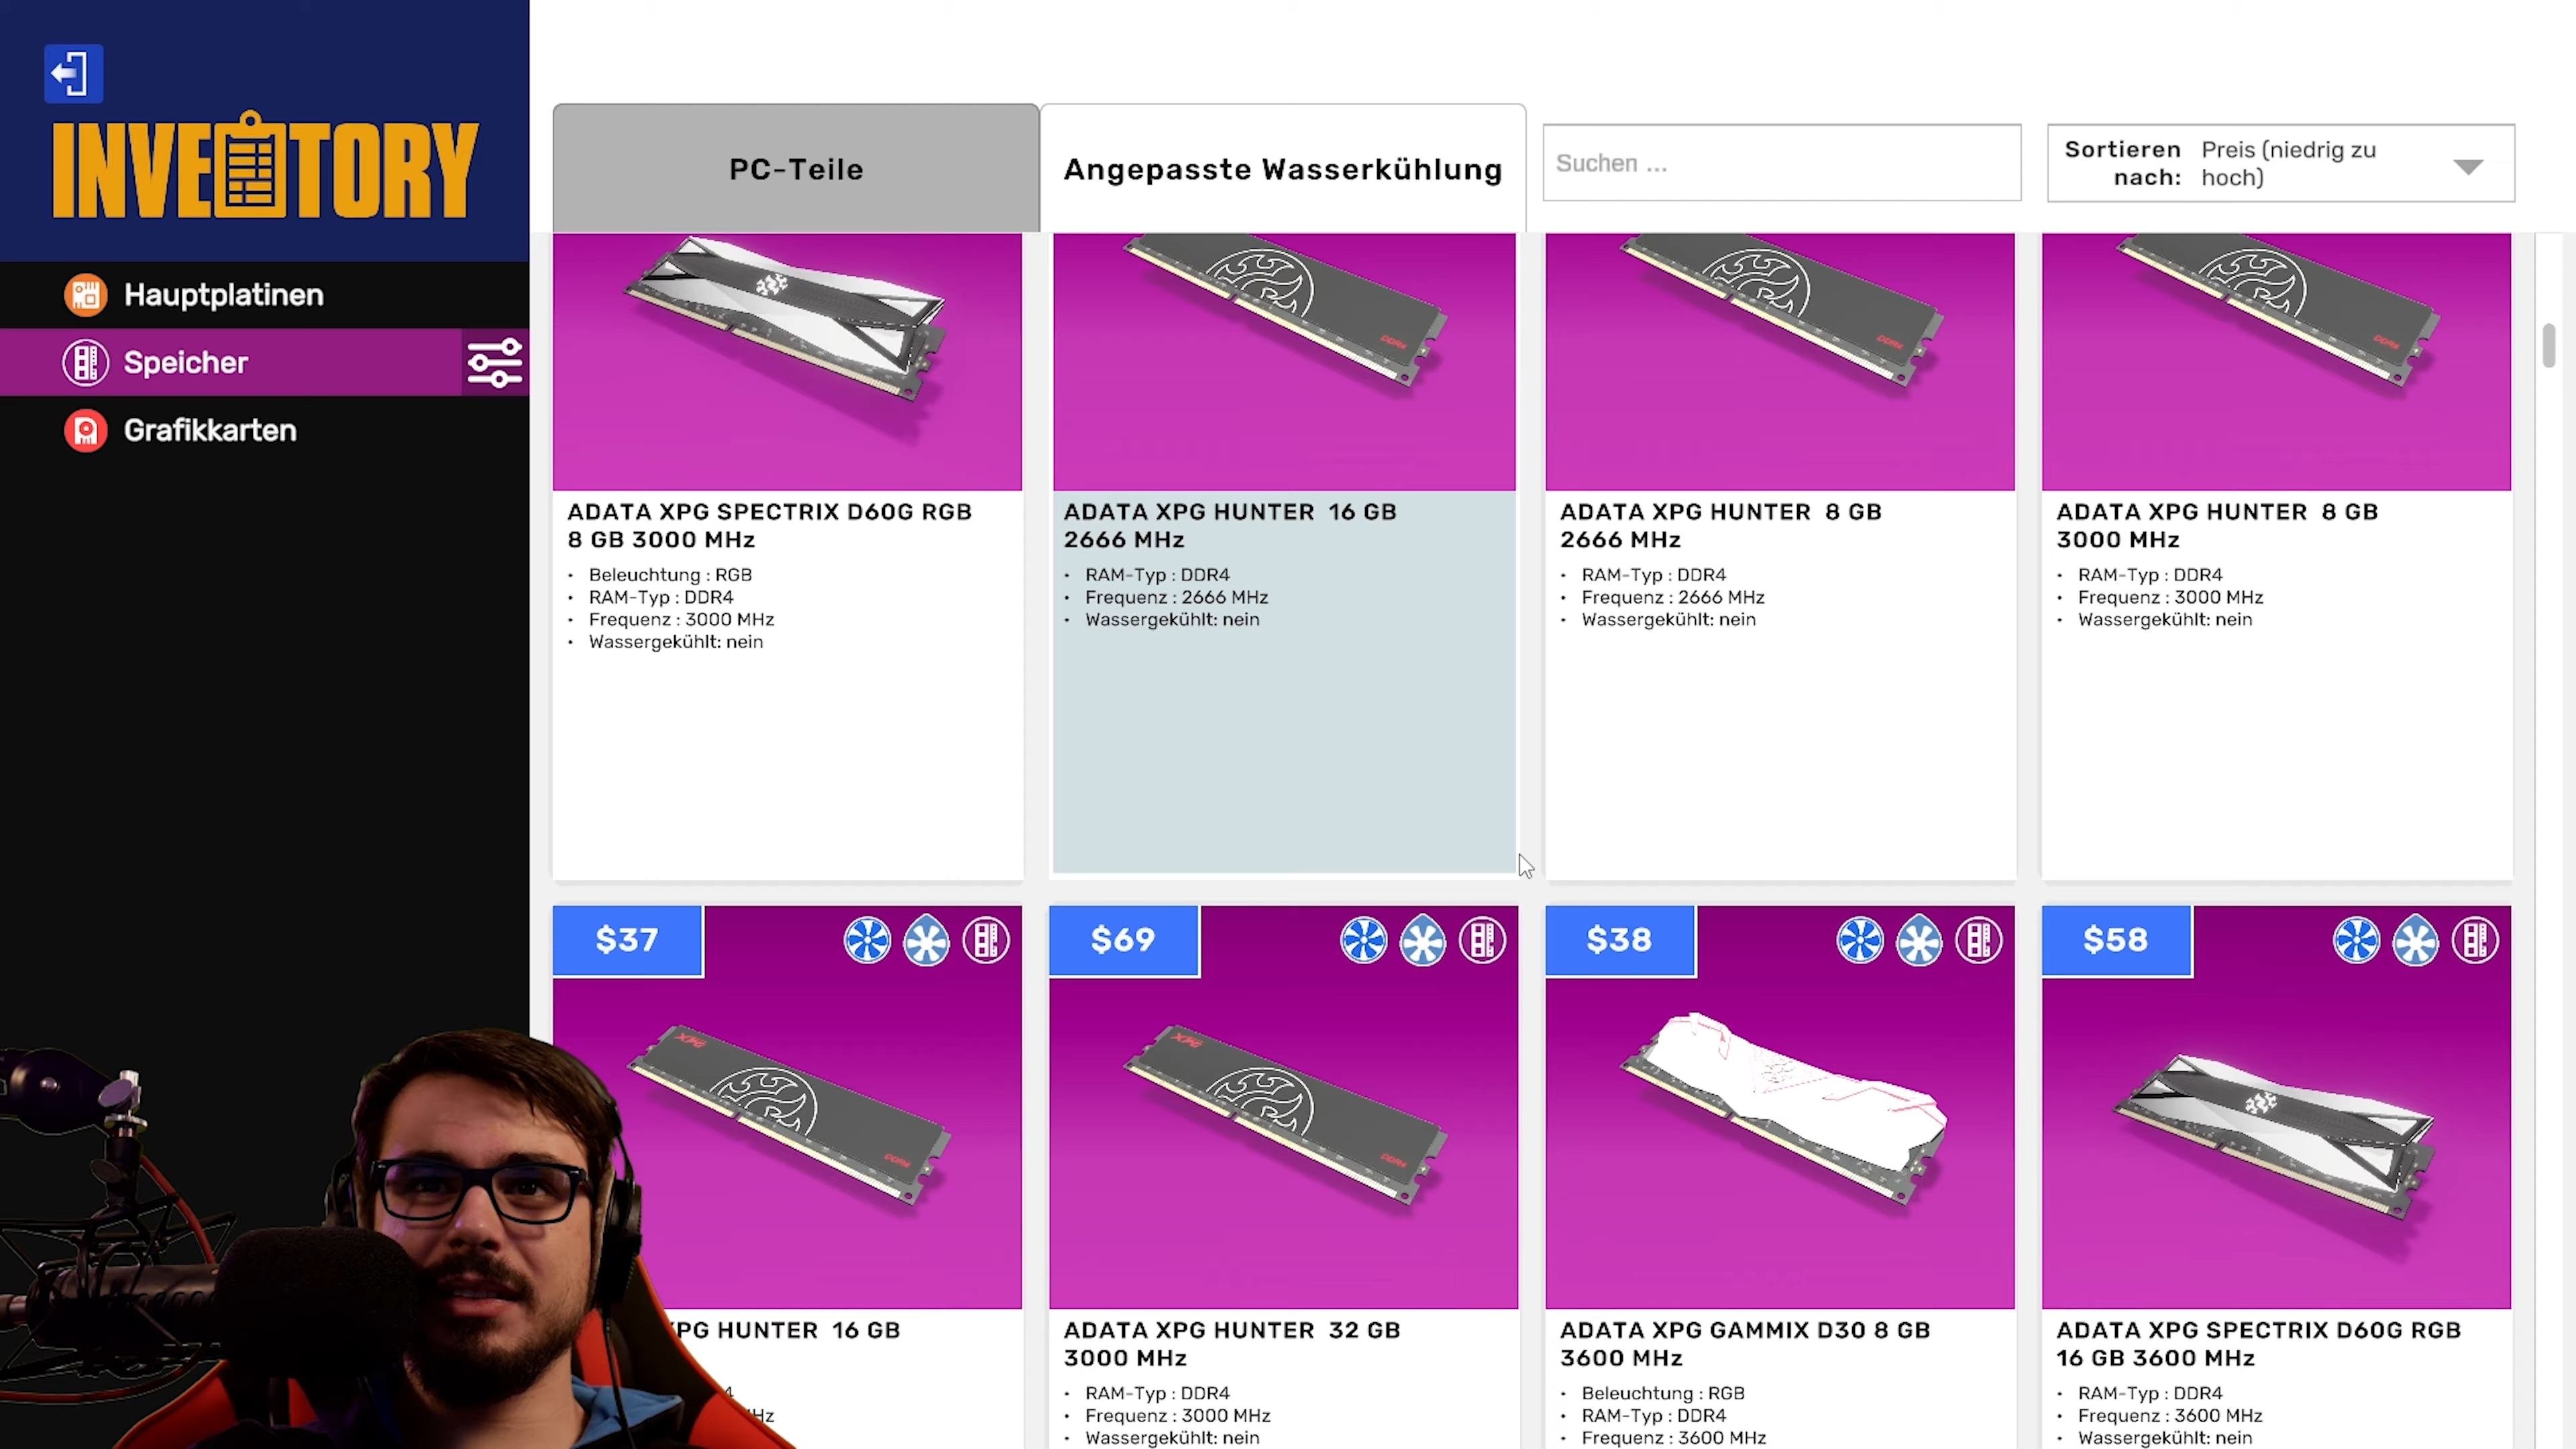 INVENTORY
Hauptplatinen
Speicher
Grafikkarten
PC-Teile
Angepasste Wasserkühlung
Suchen ...
Sortieren nach:
Preis (niedrig zu hoch)
DDR4
DDR4
DDR4
ADATA XPG SPECTRIX D60G RGB
8 GB 3000 MHz
• Beleuchtung : RGB
• RAM-Typ : DDR4
• Frequenz : 3000 MHz
• Wassergekühlt: nein
ADATA XPG HUNTER 16 GB
2666 MHz
• RAM-Typ : DDR4
• Frequenz : 2666 MHz
• Wassergekühlt: nein
ADATA XPG HUNTER 8 GB
2666 MHz
• RAM-Typ : DDR4
• Frequenz : 2666 MHz
• Wassergekühlt: nein
ADATA XPG HUNTER 8 GB
3000 MHz
• RAM-Typ : DDR4
• Frequenz : 3000 MHz
• Wassergekühlt: nein
$37
XPG
DDR4
HUNTER 16 GB
$69
XPG
DDR4
ADATA XPG HUNTER 32 GB
3000 MHz
• RAM-Typ : DDR4
• Frequenz : 3000 MHz
• Wassergekühlt: nein
$38
ADATA XPG GAMMIX D30 8 GB
3600 MHz
• Beleuchtung : RGB
• RAM-Typ : DDR4
• Frequenz : 3600 MHz
$58
ADATA XPG SPECTRIX D60G RGB
16 GB 3600 MHz
• RAM-Typ : DDR4
• Frequenz : 3600 MHz
• Wassergekühlt: nein